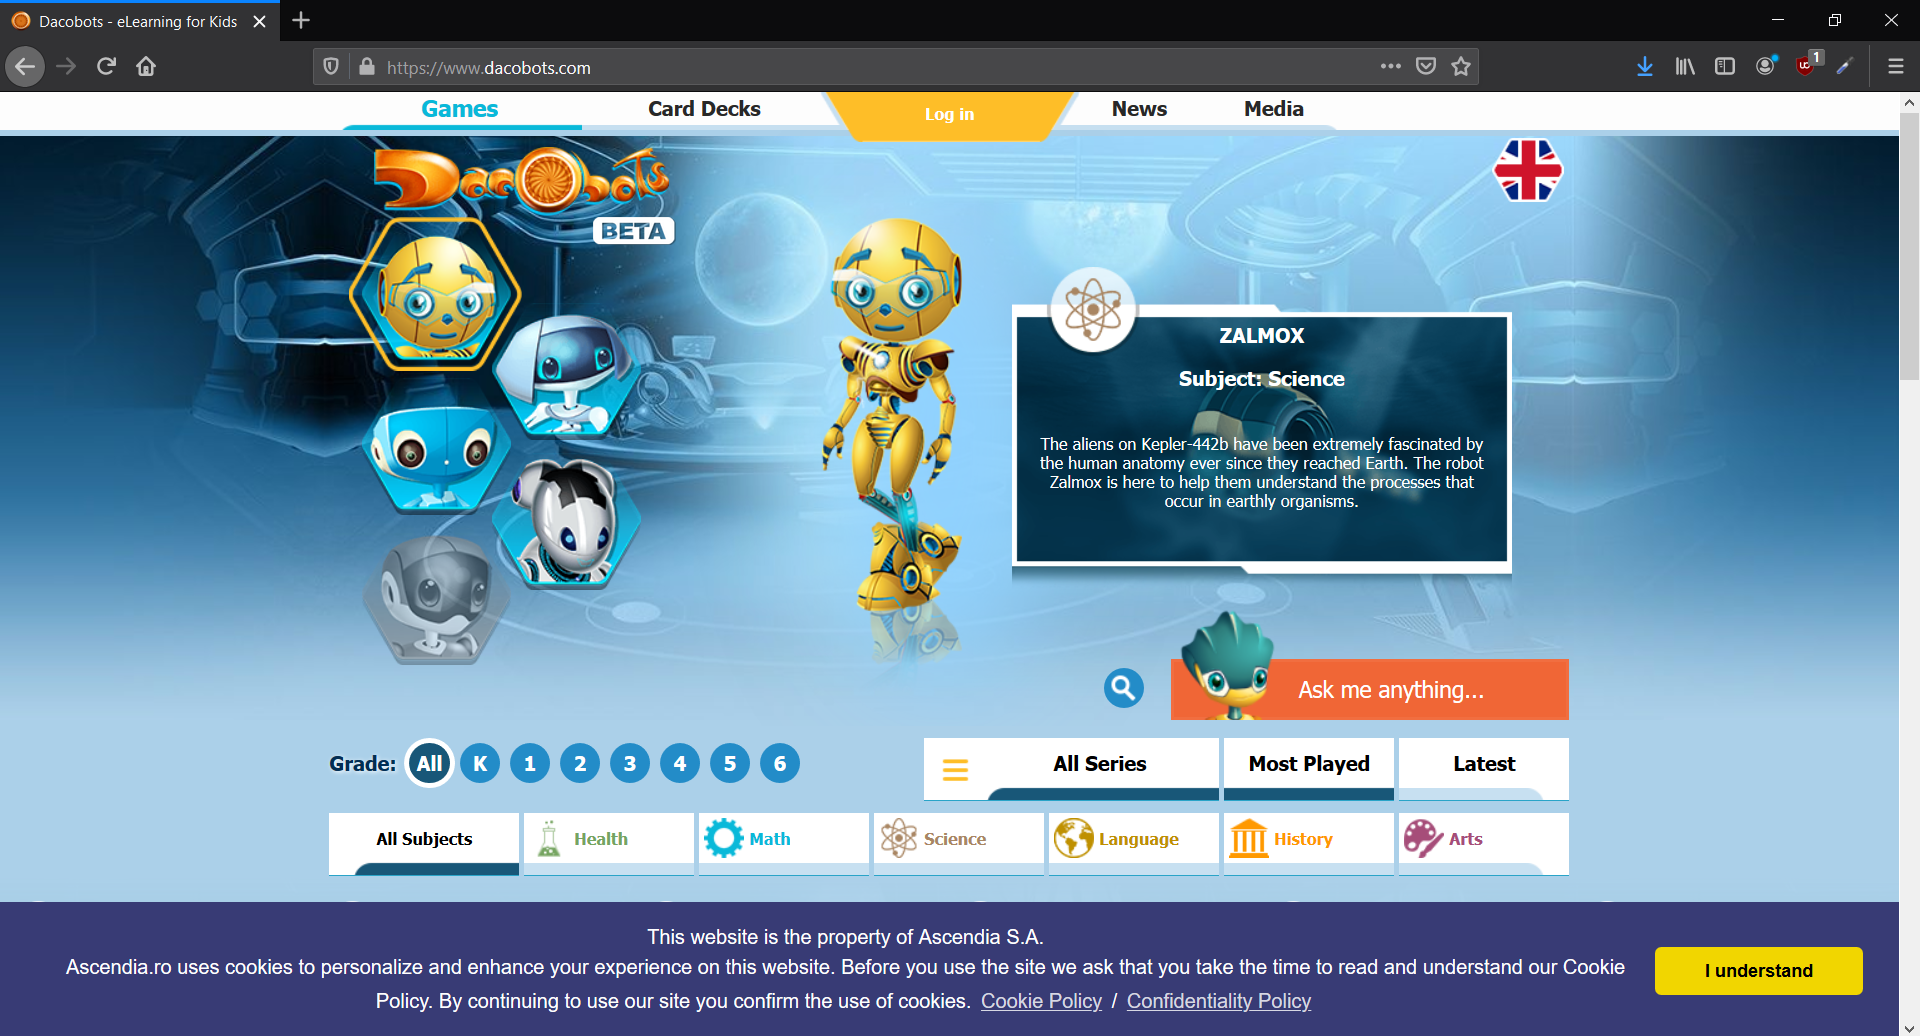 Dacobots - eLearning for Kids
https://www.dacobots.com
1
Games
Card Decks
Log in
News
Media
Dacobots
BETA
ZALMOX
Subject: Science
The aliens on Kepler-442b have been extremely fascinated by
the human anatomy ever since they reached Earth. The robot
Zalmox is here to help them understand the processes that
occur in earthly organisms.
Ask me anything...
Grade: All K 1 2 3 4 5 6
All Series
Most Played
Latest
All Subjects
Health
Math
Science
Language
History
Arts
This website is the property of Ascendia S.A.
Ascendia.ro uses cookies to personalize and enhance your experience on this website. Before you use the site we ask that you take the time to read and understand our Cookie
Policy. By continuing to use our site you confirm the use of cookies. Cookie Policy / Confidentiality Policy
I understand